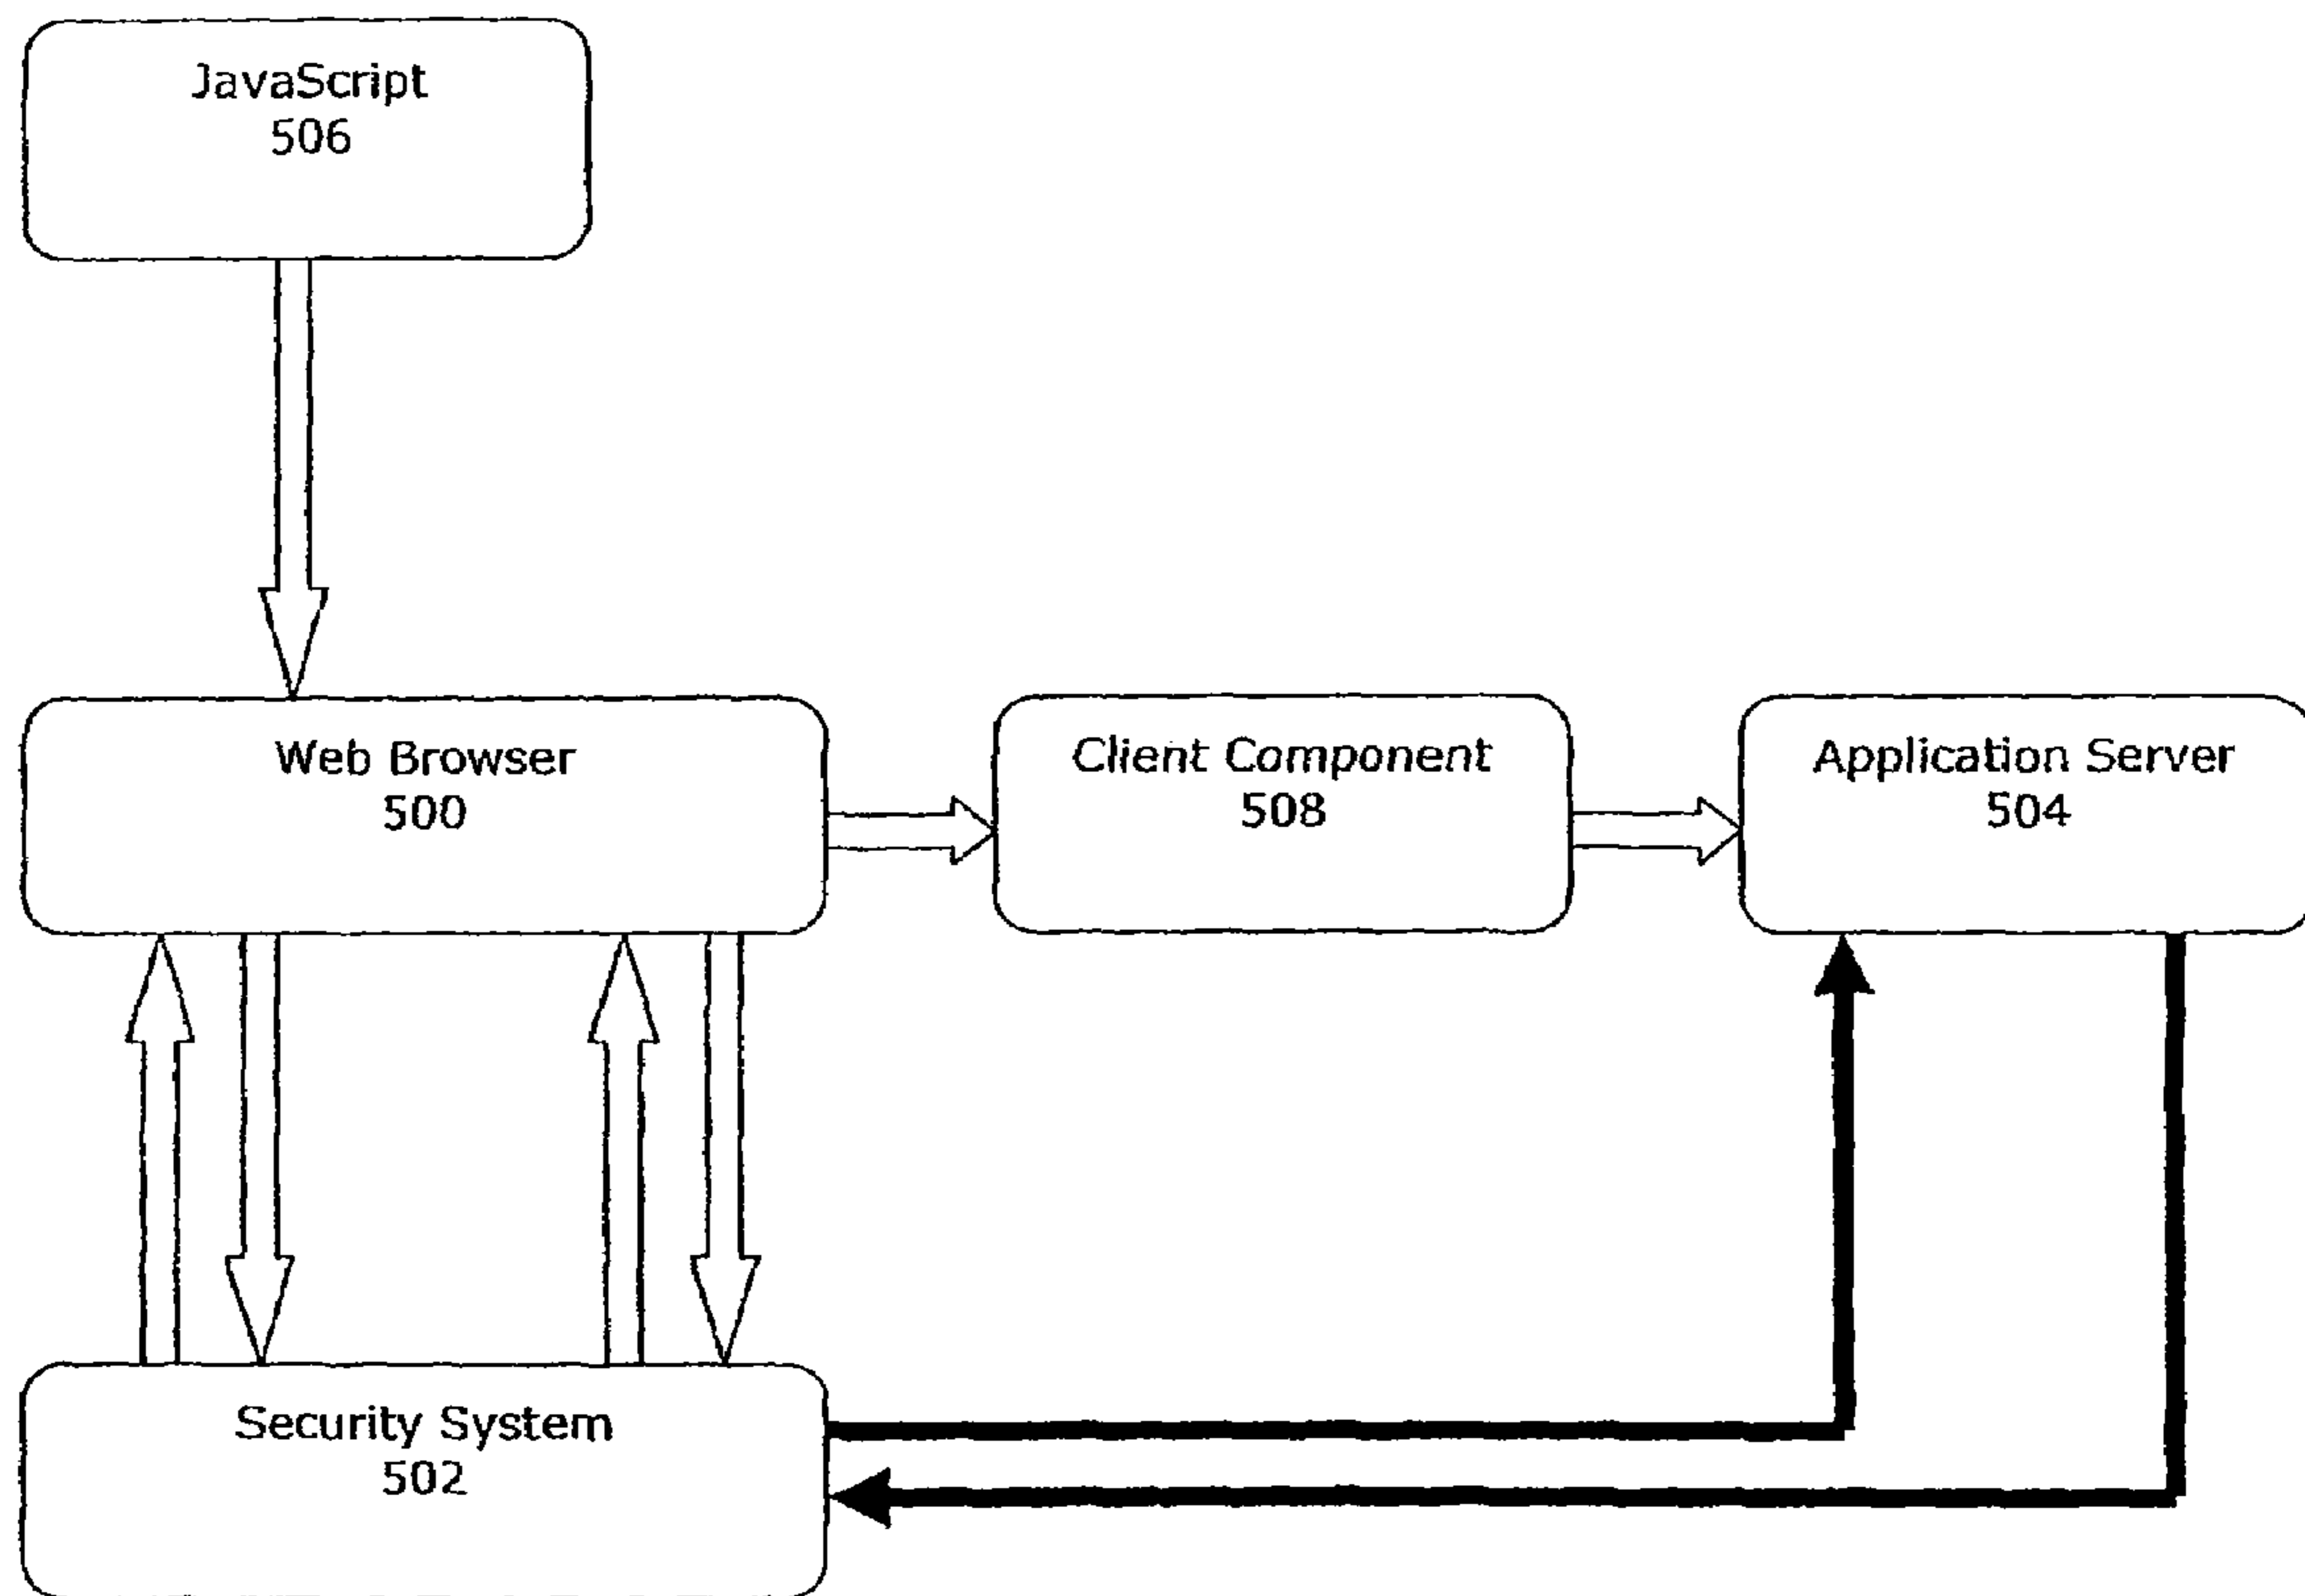 JavaScript
506
Web Browser
500
Client Component
508
Application Server
504
Security System
502